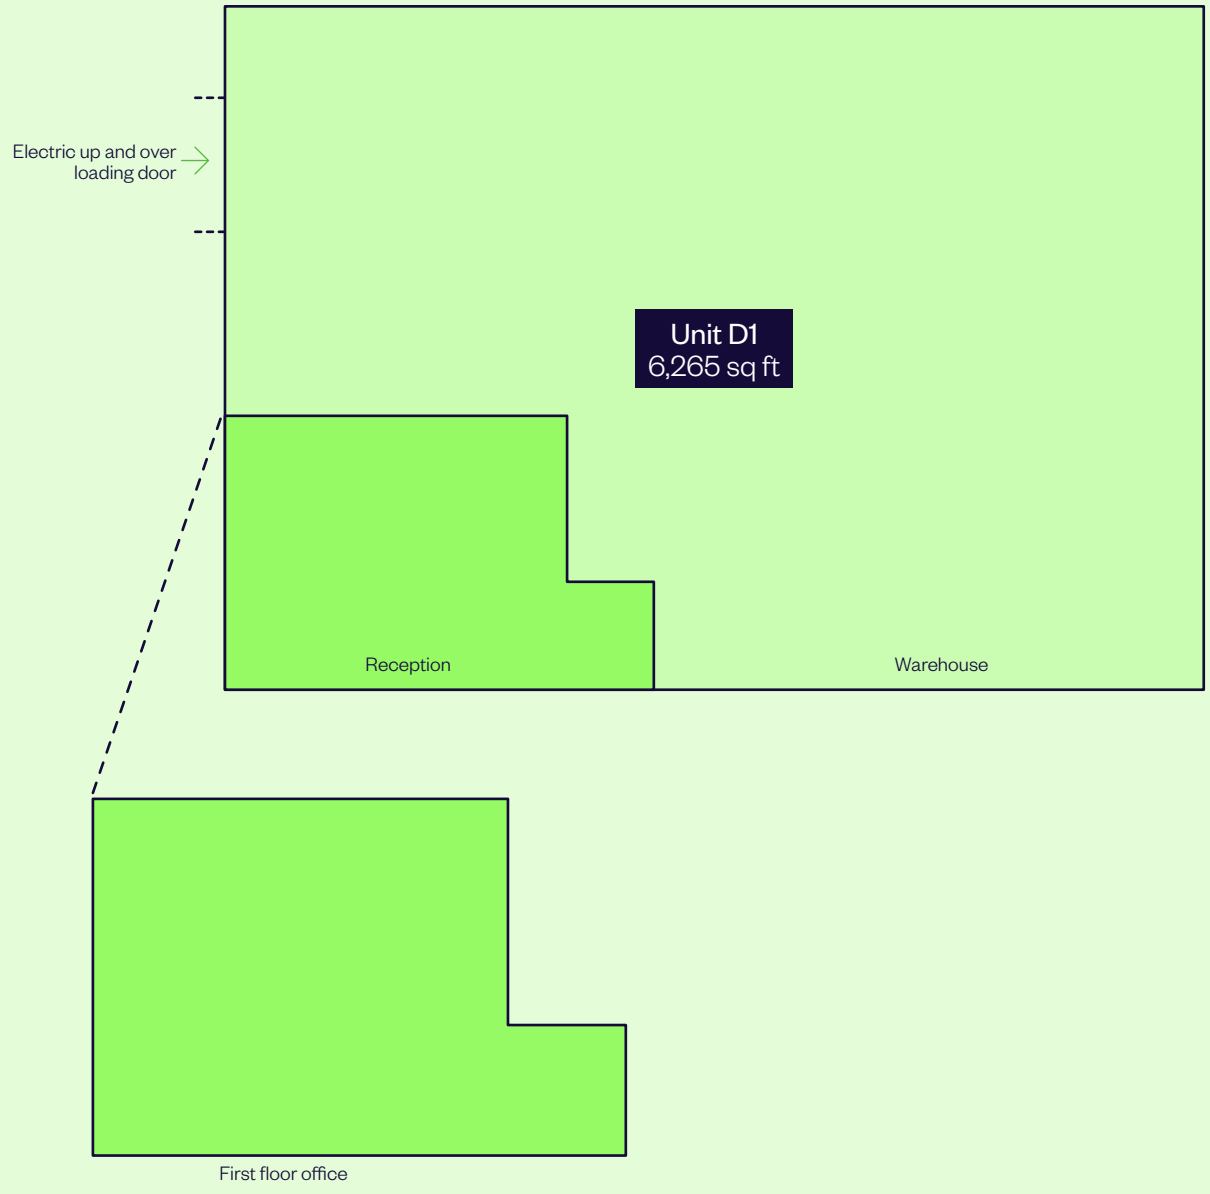 Electric up and over
loading door
Unit D1
6,265 sq ft
Reception
Warehouse
First floor office